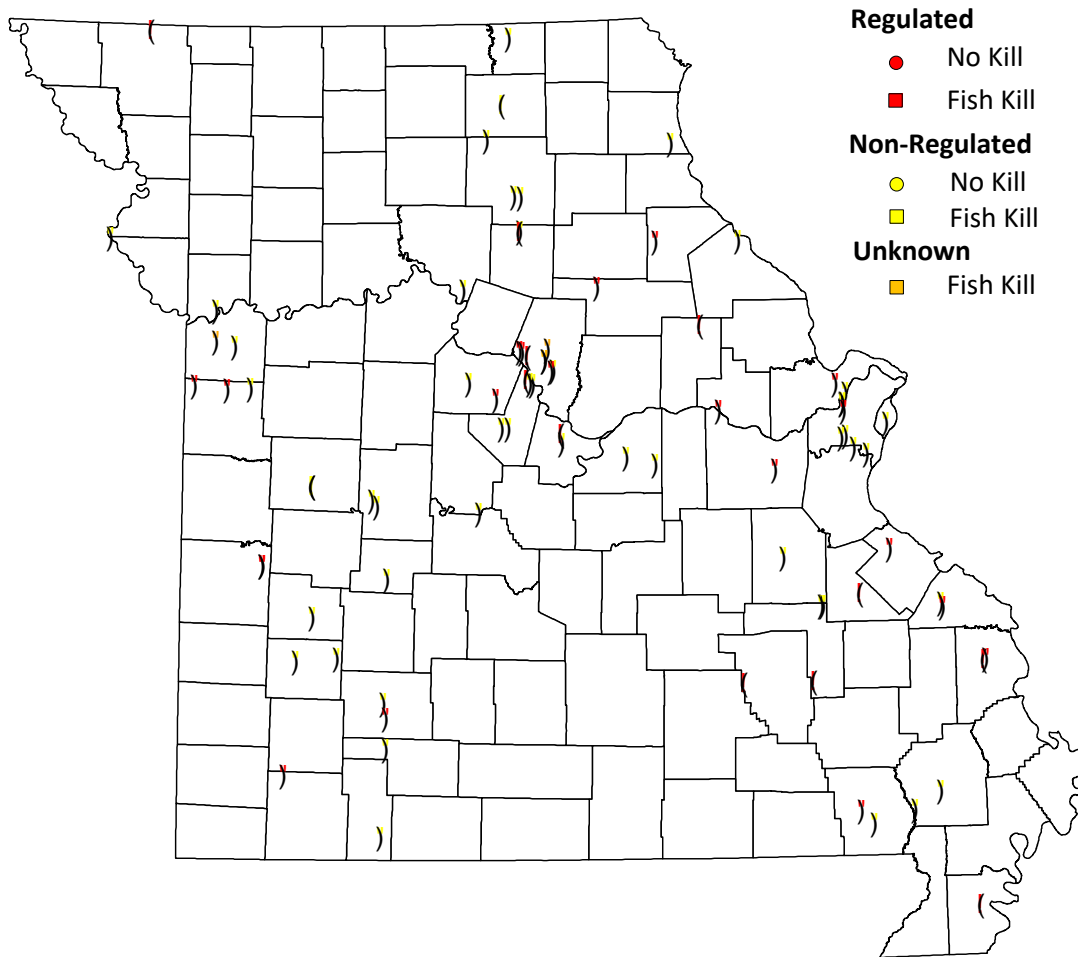 Regulated
No Kill
Fish Kill
Non-Regulated
No Kill
Fish Kill
Unknown
Fish Kill